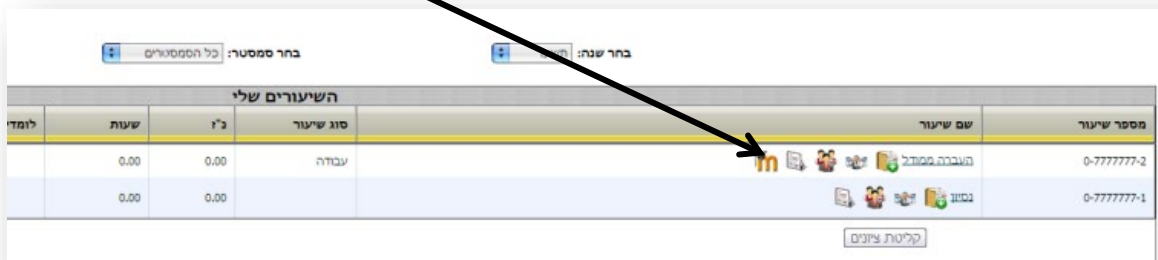 בחר שנה: בחר סמסטר: כל הסמסטרים
השיעורים שלי
מספר שיעור שם שיעור סוג שיעור נ"ז שעות
0-7777777-2 העברה ממודל עבודה 0.00 0.00
0-7777777-1 נסיון 0.00 0.00
קליטת ציונים